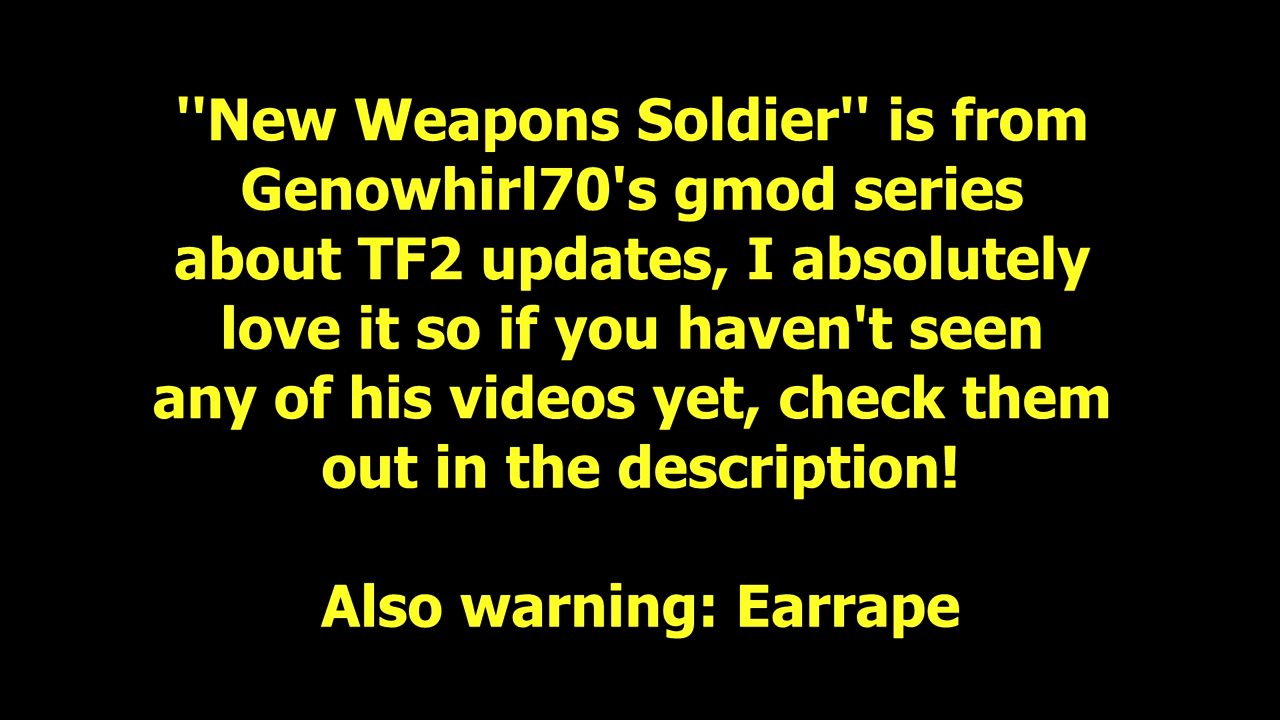 "New Weapons Soldier" is from
Genowhirl70's gmod series
about TF2 updates, I absolutely
love it so if you haven't seen
any of his videos yet, check them
out in the description!
Also warning: Earrape